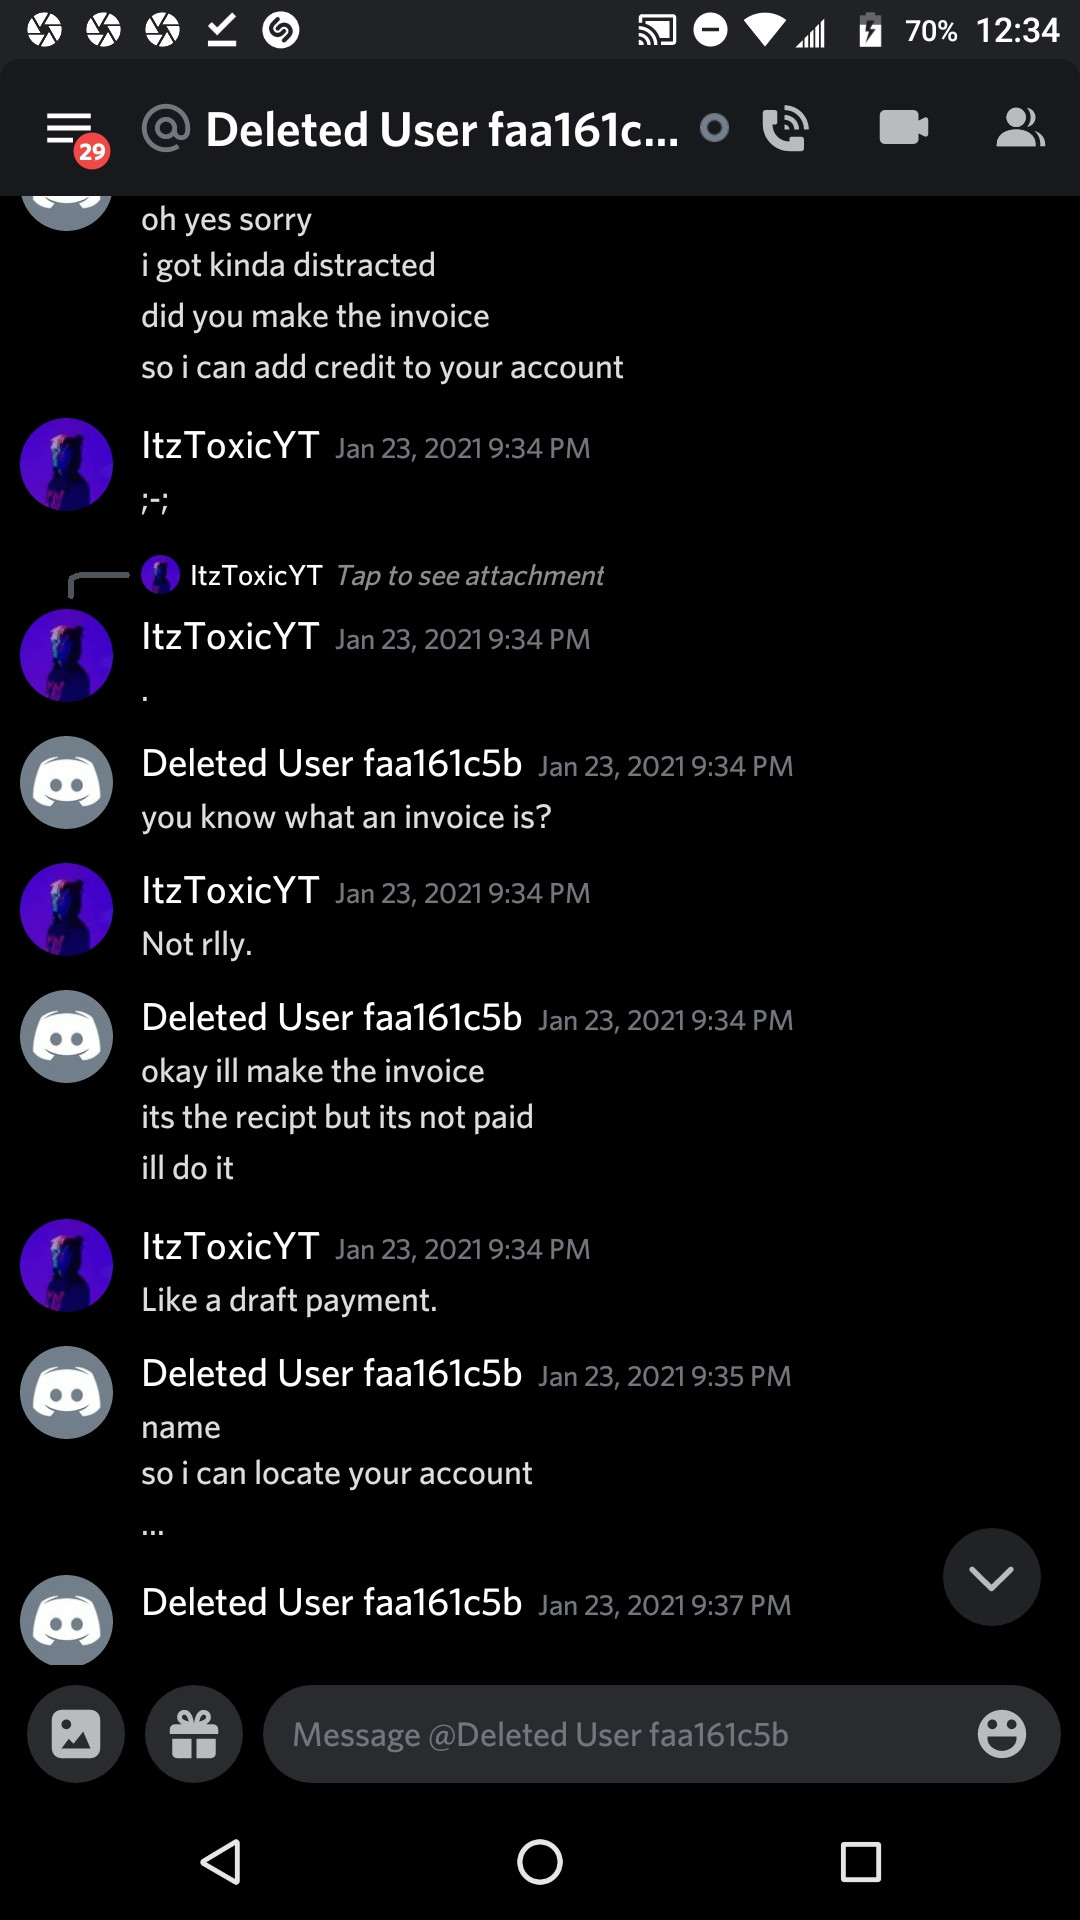 70% 12:34
29
@ Deleted User faa161c...
oh yes sorry
i got kinda distracted
did you make the invoice
so i can add credit to your account
ItzToxicYT Jan 23, 2021 9:34 PM
;-;
ItzToxicYT Tap to see attachment
ItzToxicYT Jan 23, 2021 9:34 PM
.
Deleted User faa161c5b Jan 23, 2021 9:34 PM
you know what an invoice is?
ItzToxicYT Jan 23, 2021 9:34 PM
Not rlly.
Deleted User faa161c5b Jan 23, 2021 9:34 PM
okay ill make the invoice
its the recipt but its not paid
ill do it
ItzToxicYT Jan 23, 2021 9:34 PM
Like a draft payment.
Deleted User faa161c5b Jan 23, 2021 9:35 PM
name
so i can locate your account
...
Deleted User faa161c5b Jan 23, 2021 9:37 PM
Message @Deleted User faa161c5b